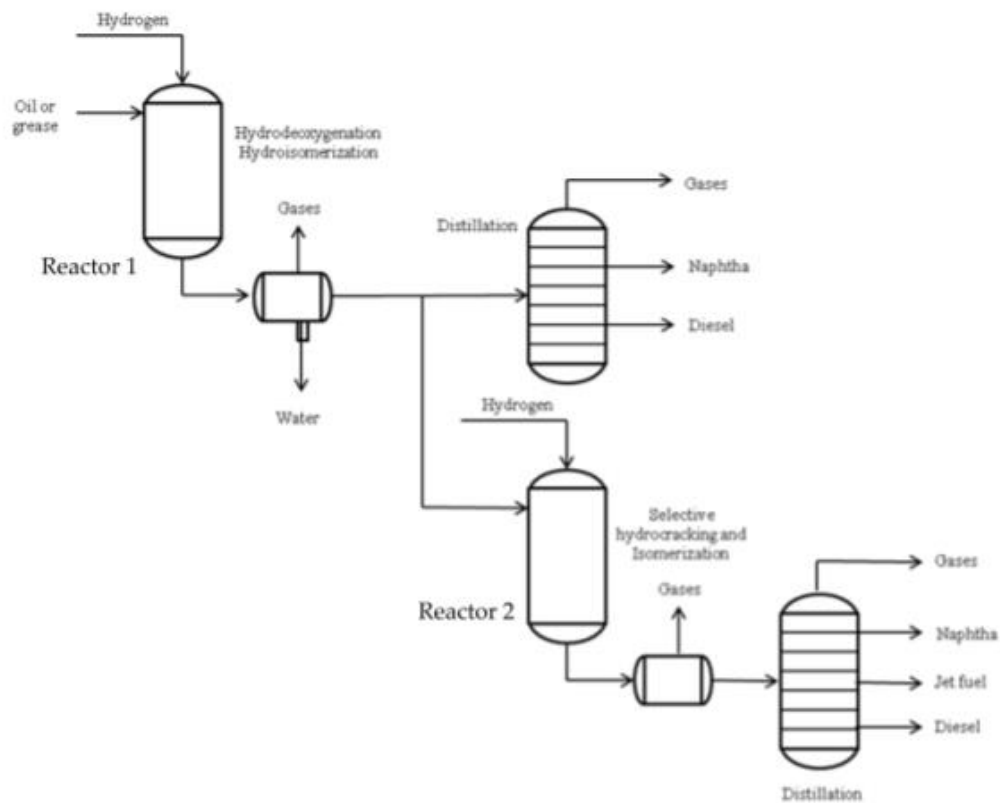 Hydrogen
Oil or
grease
Hydrodeoxygenation
Hydroisomerization
Reactor 1
Gases
Water
Distillation
Gases
Naphtha
Diesel
Hydrogen
Selective
hydrocracking and
Isomerization
Reactor 2
Gases
Gases
Naphtha
Jet fuel
Diesel
Distillation